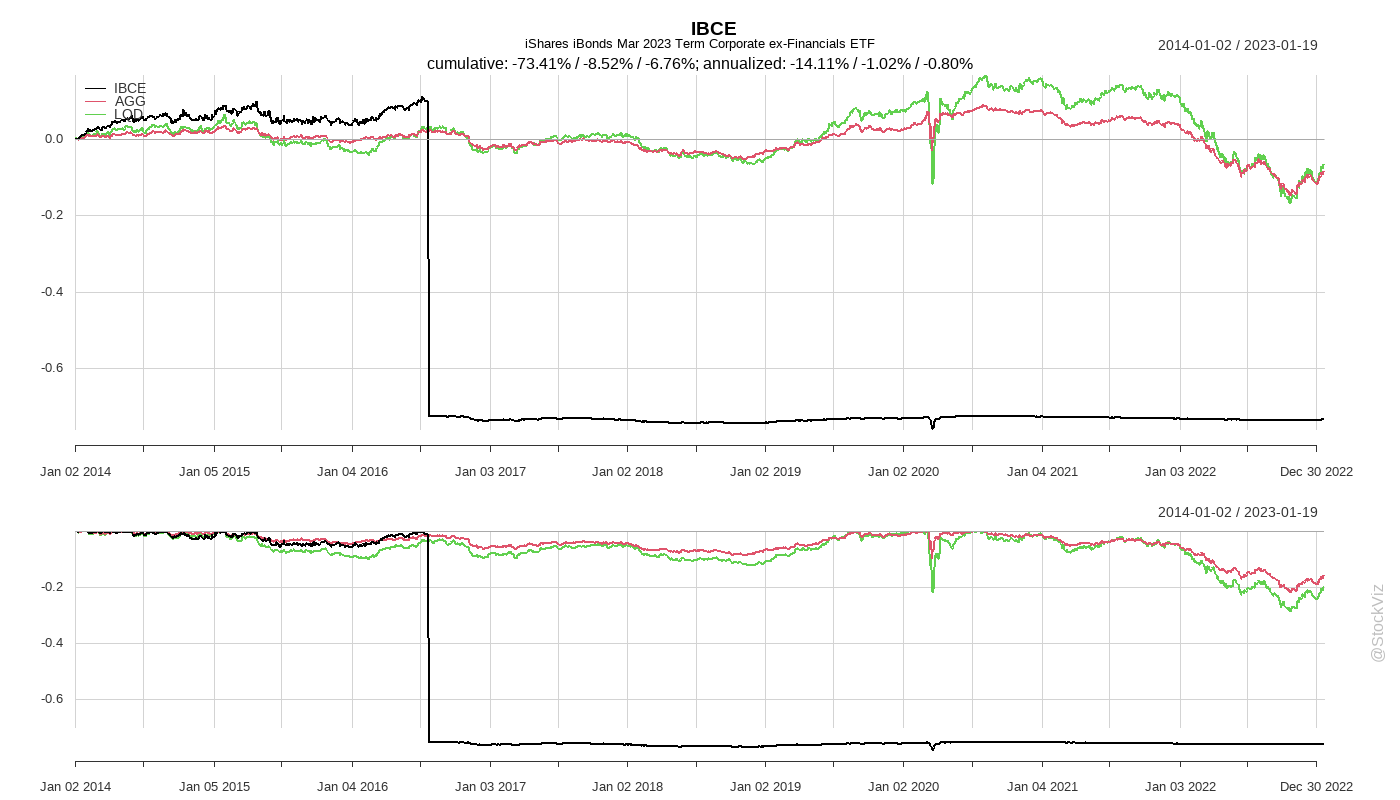 IBCE
iShares iBonds Mar 2023 Term Corporate ex-Financials ETF
2014-01-02 / 2023-01-19
cumulative: -73.41% / -8.52% / -6.76%; annualized: -14.11% / -1.02% / -0.80%
IBCE
AGG
LQD
0.0
-0.2
-0.4
-0.6
Jan 02 2014 Jan 05 2015 Jan 04 2016 Jan 03 2017 Jan 02 2018 Jan 02 2019 Jan 02 2020 Jan 04 2021 Jan 03 2022 Dec 30 2022
2014-01-02 / 2023-01-19
-0.2
-0.4
-0.6
Jan 02 2014 Jan 05 2015 Jan 04 2016 Jan 03 2017 Jan 02 2018 Jan 02 2019 Jan 02 2020 Jan 04 2021 Jan 03 2022 Dec 30 2022
@StockViz